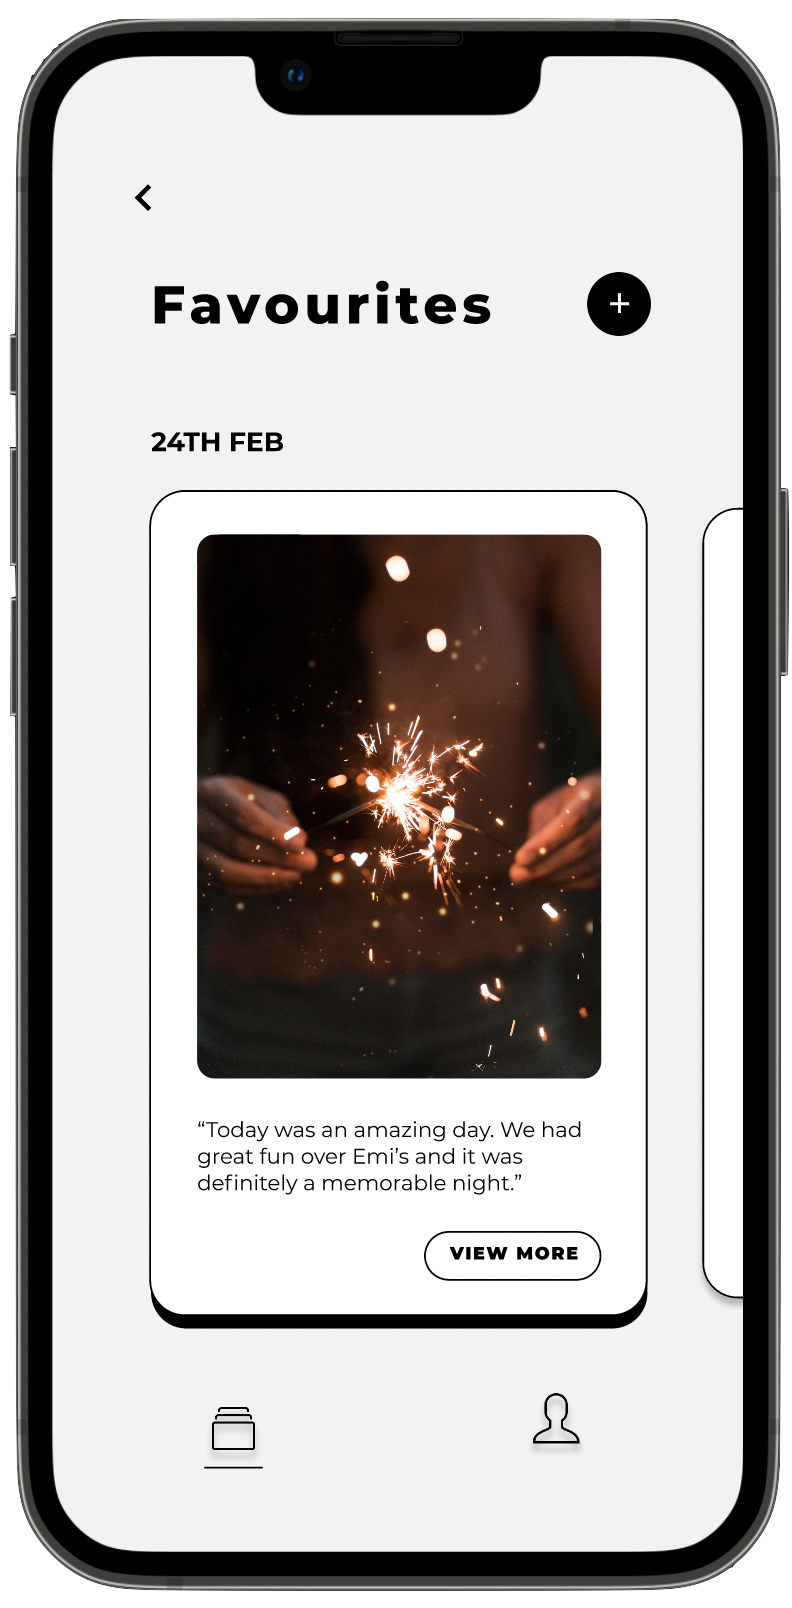 Favourites
24TH FEB
“Today was an amazing day. We had
great fun over Emi’s and it was
definitely a memorable night.”
VIEW MORE